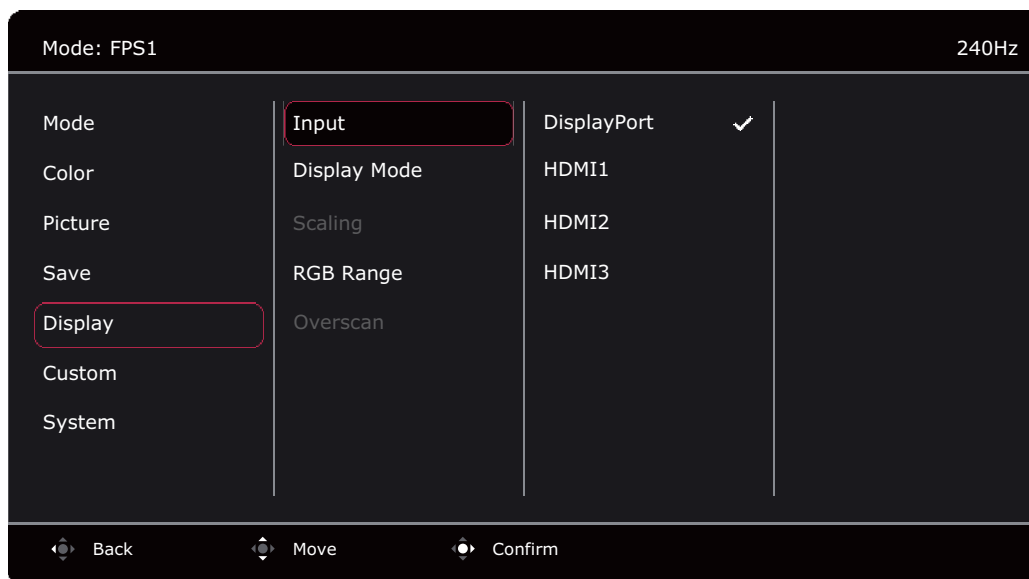 Mode: FPS1 240Hz
Mode
Color
Picture
Save
Display
Custom
System
Input
Display Mode
Scaling
RGB Range
Overscan
DisplayPort
HDMI1
HDMI2
HDMI3
Back Move Confirm